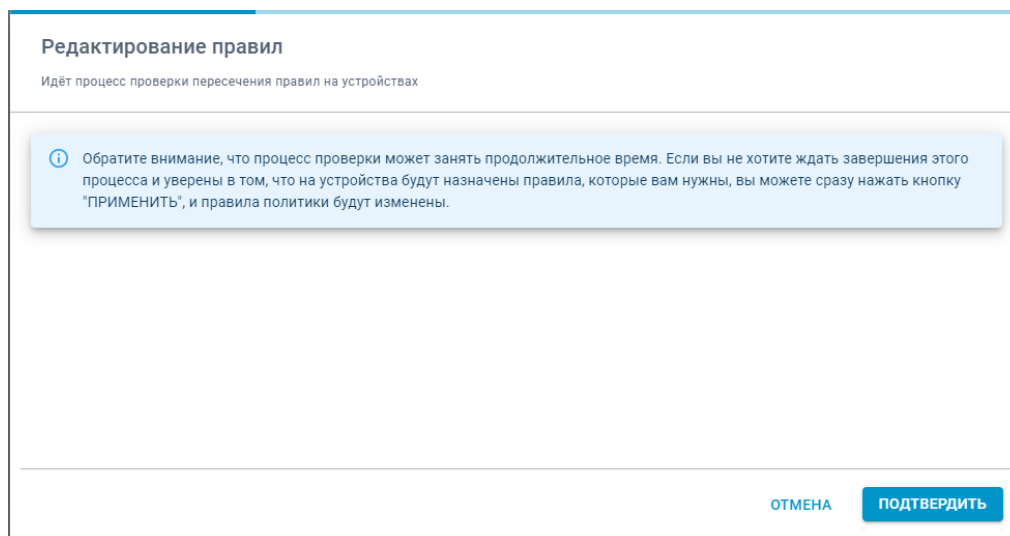 Редактирование правил
Идёт процесс проверки пересечения правил на устройствах
Обратите внимание, что процесс проверки может занять продолжительное время. Если вы не хотите ждать завершения этого
процесса и уверены в том, что на устройства будут назначены правила, которые вам нужны, вы можете сразу нажать кнопку
"ПРИМЕНИТЬ", и правила политики будут изменены.
ОТМЕНА
ПОДТВЕРДИТЬ